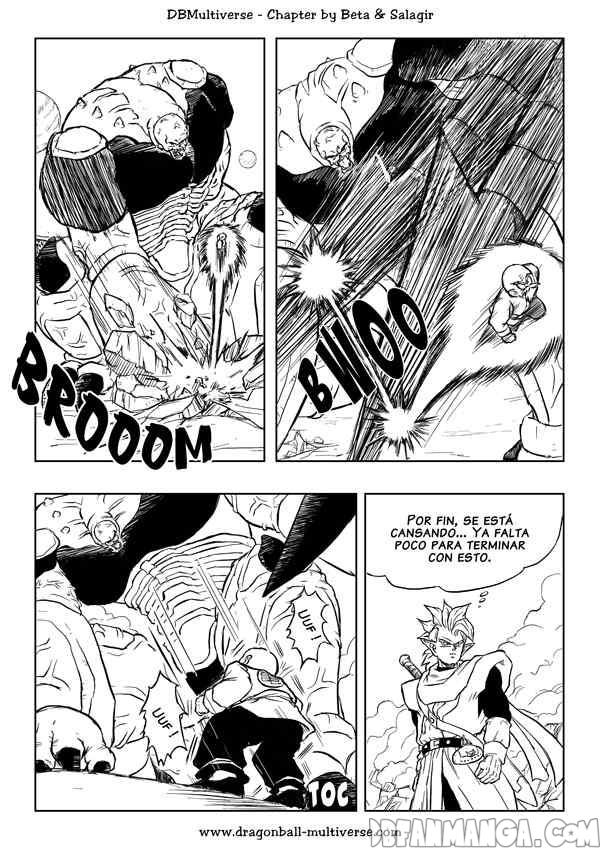 DBMultiverse - Chapter by Beta & Salagir
BROOOM
BWOO
UUF!
UUF!
TOC
Por fin, se está
cansando... Ya falta
poco para terminar
con esto.
www.dragonball-multiverse.com
DBFANMANGA.COM